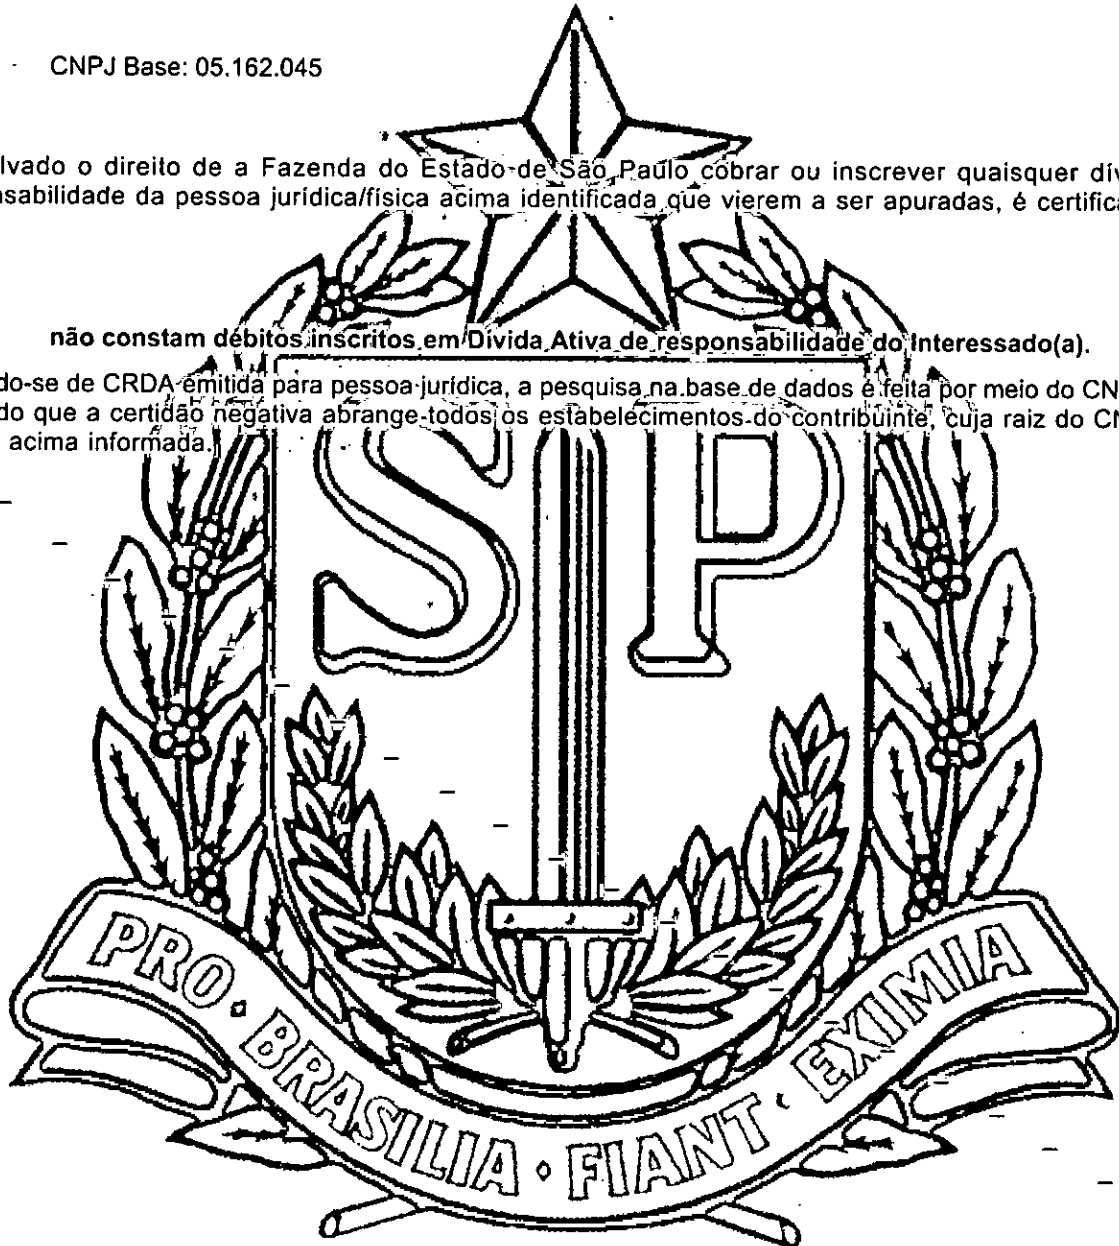 CNPJ Base: 05.162.045
lvado o direito de a Fazenda do Estado de São Paulo cobrar ou inscrever quaisquer dív
nsabilidade da pessoa jurídica/física acima identificada que vierem a ser apuradas, é certifica
não constam débitos inscritos em Dívida Ativa de responsabilidade do Interessado(a).
do-se de CRDA emitida para pessoa jurídica, a pesquisa na base de dados é feita por meio do CN
do que a certidão negativa abrange todos os estabelecimentos do contribuinte, cuja raiz do CN
acima informada.
S P
PRO · BRASILIA · FIANT · EXIMIA